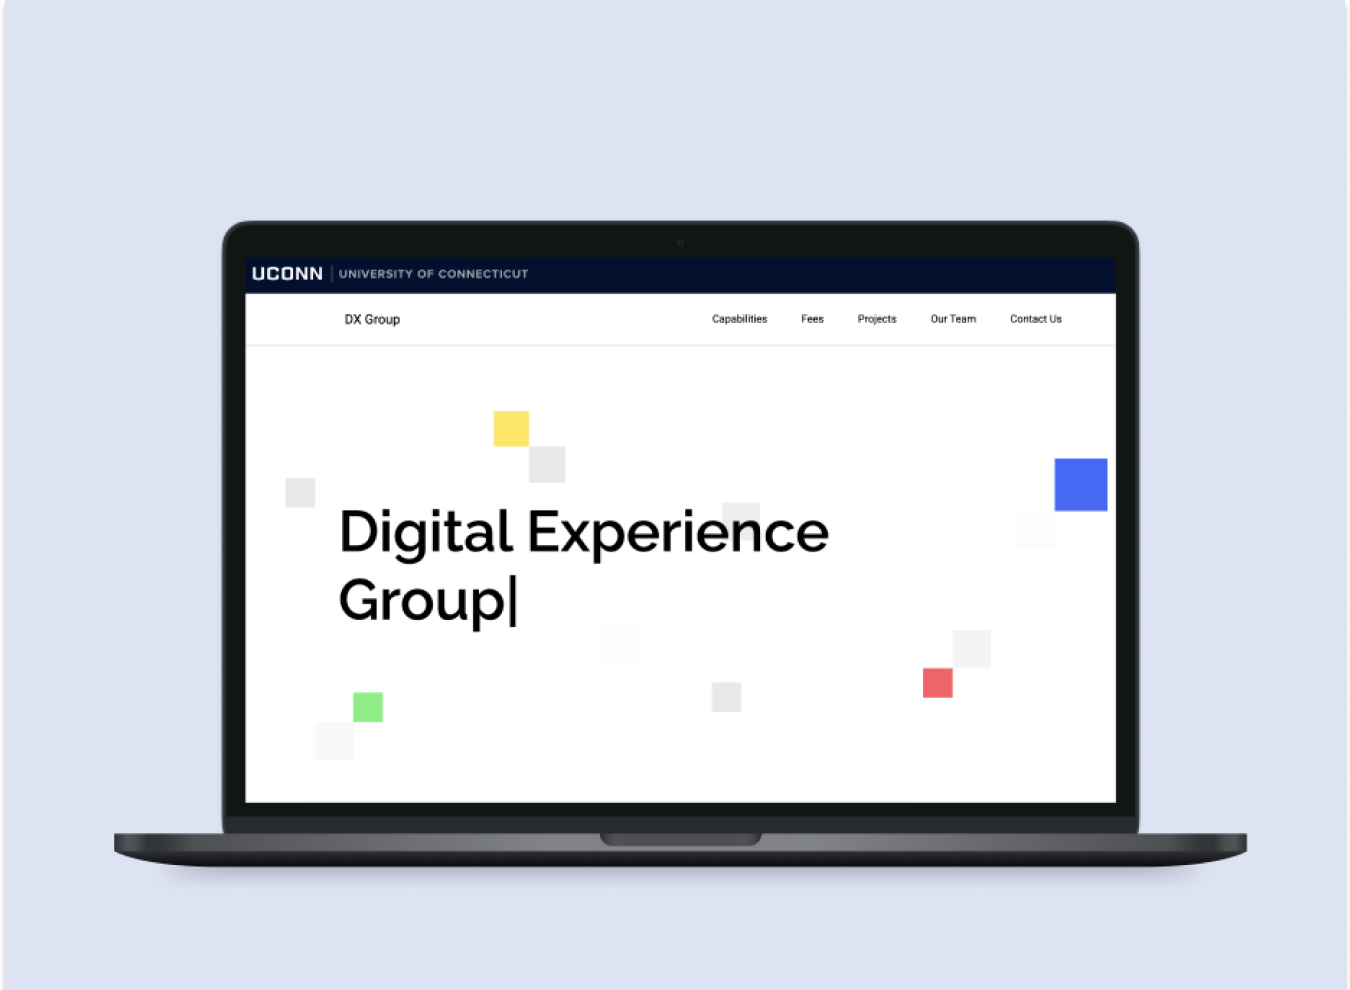 UCONN | UNIVERSITY OF CONNECTICUT
DX Group
Capabilities Fees Projects Our Team Contact Us
Digital Experience
Group|